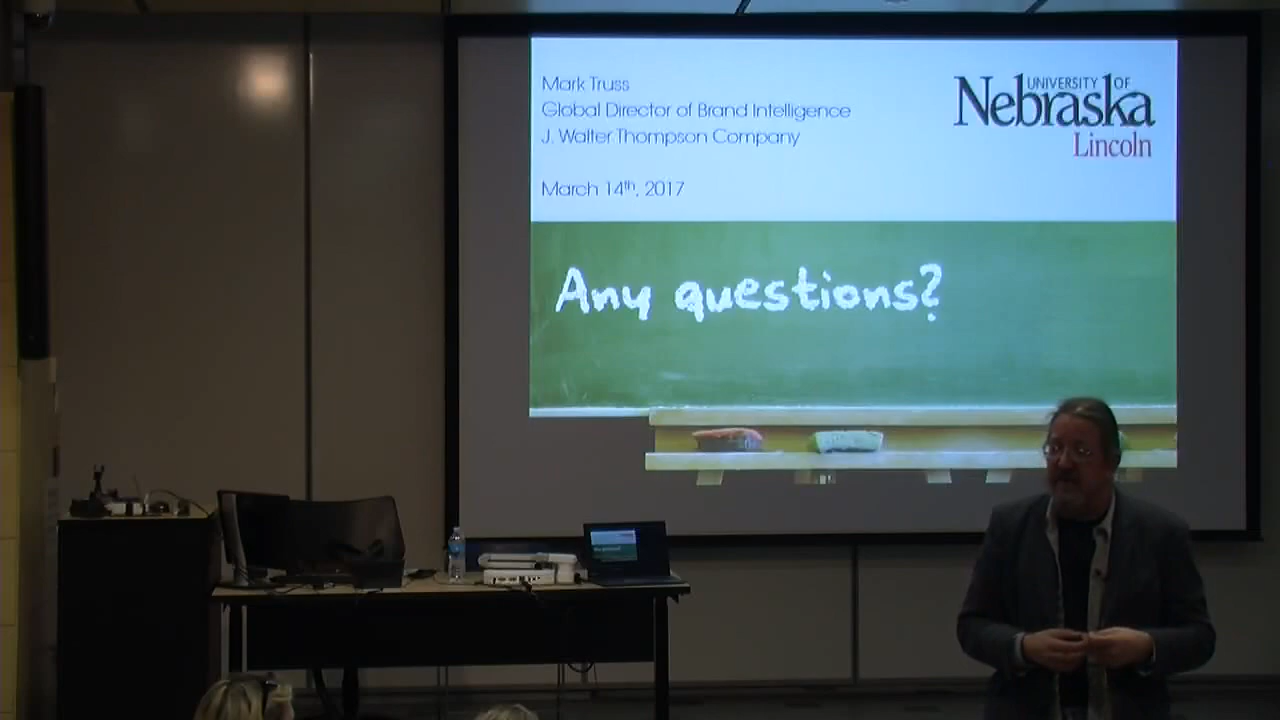 Mark Truss
Global Director of Brand Intelligence
J. Walter Thompson Company
March 14th, 2017
UNIVERSITY OF
Nebraska
Lincoln
Any questions?